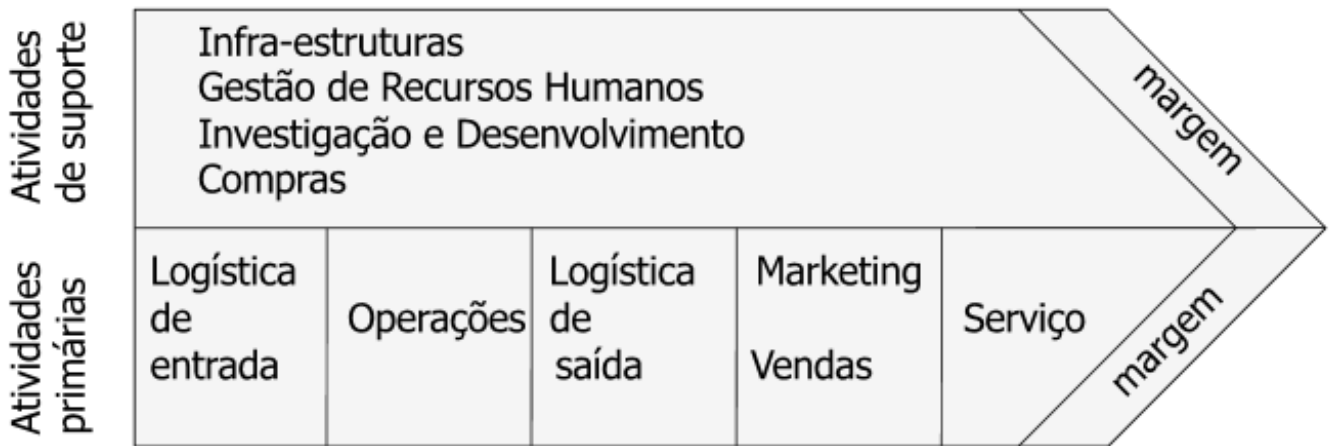 Atividades
de suporte
Infra-estruturas
Gestão de Recursos Humanos
Investigação e Desenvolvimento
Compras
margem
Atividades
primárias
Logística
de
entrada
Operações
Logística
de
saída
Marketing
Vendas
Serviço
margem